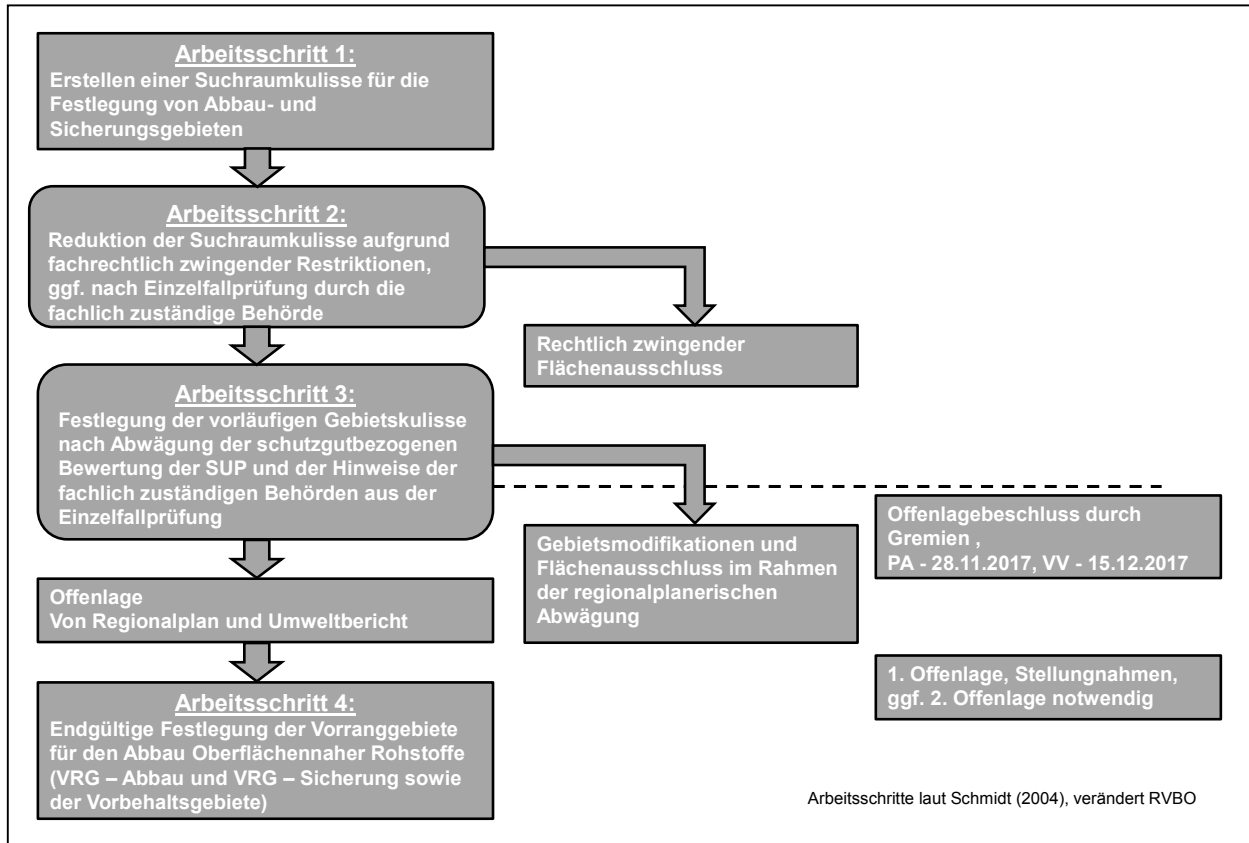 Arbeitsschritt 1:
Erstellen einer Suchraumkulisse für die
Festlegung von Abbau- und
Sicherungsgebieten
Arbeitsschritt 2:
Reduktion der Suchraumkulisse aufgrund
fachrechtlich zwingender Restriktionen,
ggf. nach Einzelfallprüfung durch die
fachlich zuständige Behörde
Rechtlich zwingender
Flächenausschluss
Arbeitsschritt 3:
Festlegung der vorläufigen Gebietskulisse
nach Abwägung der schutzgutbezogenen
Bewertung der SUP und der Hinweise der
fachlich zuständigen Behörden aus der
Einzelfallprüfung
Gebietsmodifikationen und
Flächenausschluss im Rahmen
der regionalplanerischen
Abwägung
Offenlagebeschluss durch
Gremien ,
PA - 28.11.2017, VV - 15.12.2017
Offenlage
Von Regionalplan und Umweltbericht
1. Offenlage, Stellungnahmen,
ggf. 2. Offenlage notwendig
Arbeitsschritt 4:
Endgültige Festlegung der Vorranggebiete
für den Abbau Oberflächennaher Rohstoffe
(VRG – Abbau und VRG – Sicherung sowie
der Vorbehaltsgebiete)
Arbeitsschritte laut Schmidt (2004), verändert RVBO